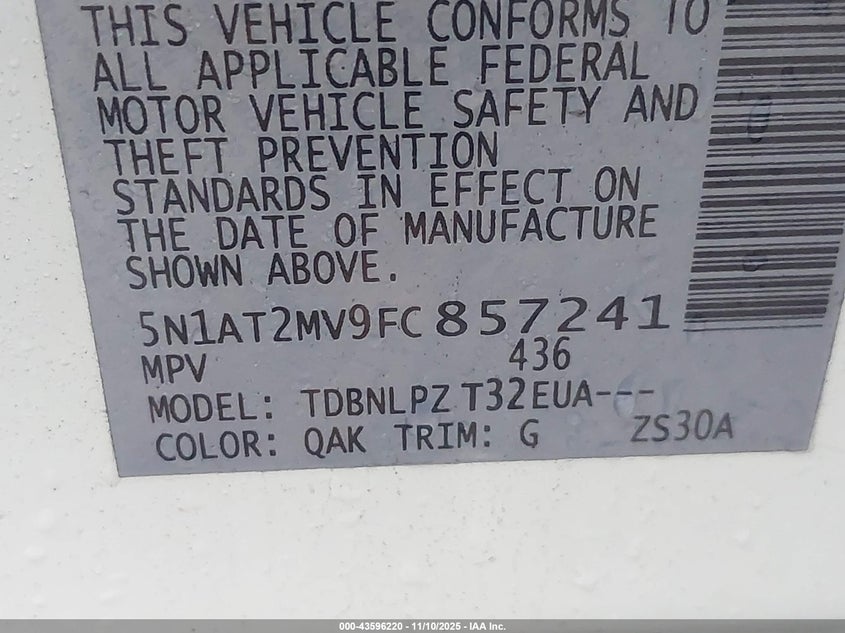 THIS VEHICLE CONFORMS TO
ALL APPLICABLE FEDERAL
MOTOR VEHICLE SAFETY AND
THEFT PREVENTION
STANDARDS IN EFFECT ON
THE DATE OF MANUFACTURE
SHOWN ABOVE.
5N1AT2MV9FC857241
MPV 436
MODEL: TDBNLPZ T32EUA---
COLOR: QAK TRIM: G ZS30A
000-43596220 - 11/10/2025 - IAA Inc.